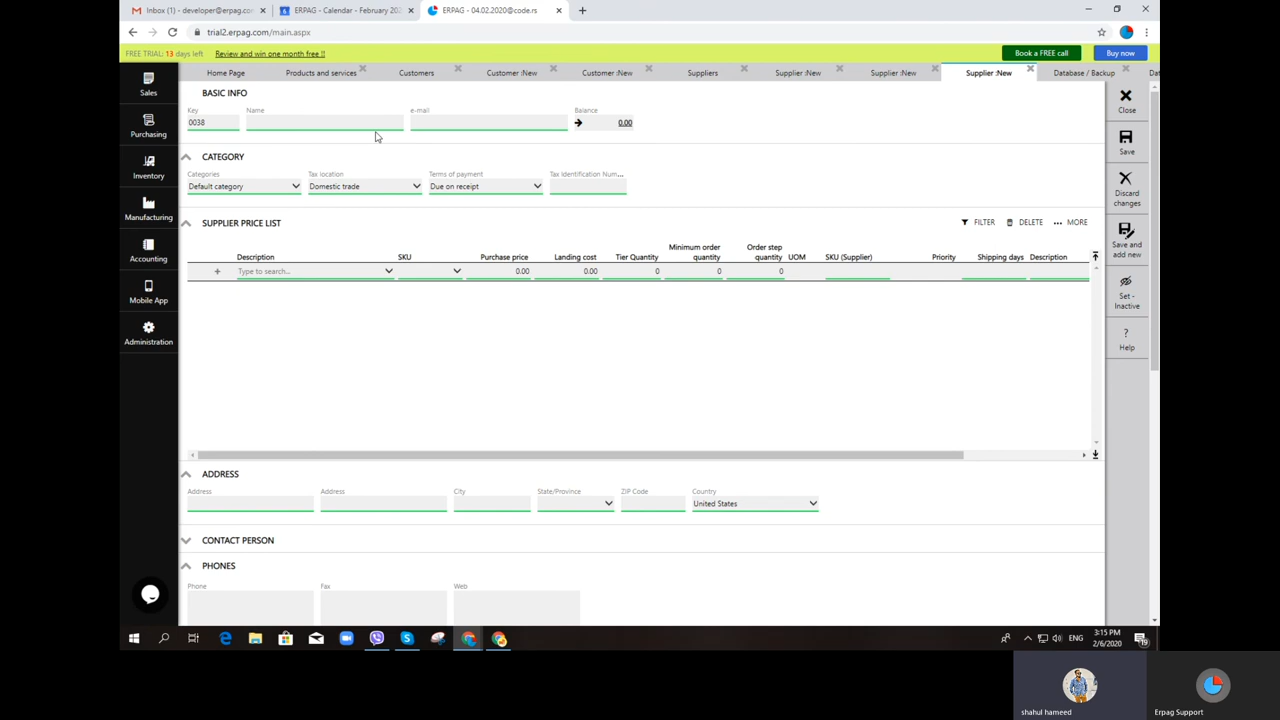 Inbox (1) - developer@erpag.co
ERPAG - Calendar - February 202
ERPAG - 04.02.2020@code.rs
trial2.erpag.com/main.aspx
FREE TRIAL: 13 days left
Review and win one month free !!
Book a FREE call
Buy now
Home Page
Products and services
Customers
Customer :New
Customer :New
Suppliers
Supplier :New
Supplier :New
Supplier :New
Database / Backup
Dat
Sales
Purchasing
Inventory
Manufacturing
Accounting
Mobile App
Administration
BASIC INFO
Key Name e-mail Balance
0038 0.00
CATEGORY
Categories Tax location Terms of payment Tax Identification Num...
Default category Domestic trade Due on receipt
SUPPLIER PRICE LIST
FILTER DELETE ... MORE
Minimum order Order step
Description SKU Purchase price Landing cost Tier Quantity quantity quantity UOM SKU (Supplier) Priority Shipping days Description
+ Type to search... 0.00 0.00 0 0 0
ADDRESS
Address Address City State/Province ZIP Code Country
United States
CONTACT PERSON
PHONES
Phone Fax Web
Close
Save
Discard
changes
Save and
add new
Set -
Inactive
?
Help
ENG
3:15 PM
2/6/2020
19
shahul hameed
Erpag Support